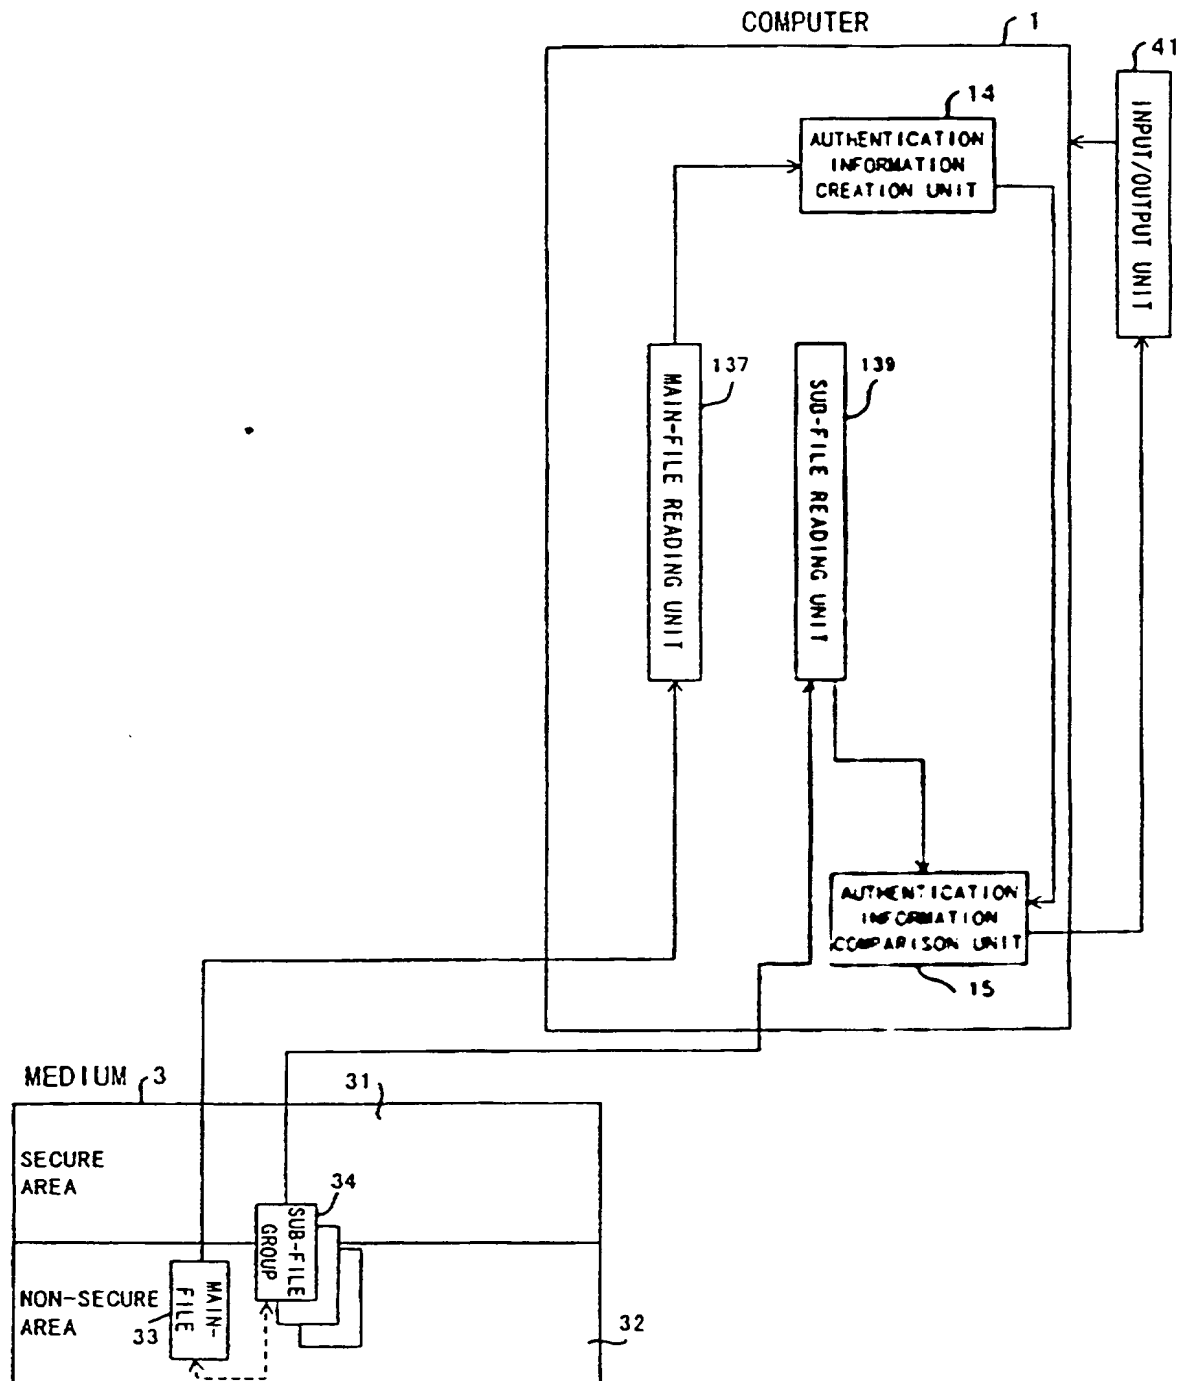 COMPUTER
1
41
14
AUTHENTICATION
INFORMATION
CREATION UNIT
INPUT/OUTPUT UNIT
137
139
MAIN-FILE READING UNIT
SUB-FILE READING UNIT
AUTHENTICATION
INFORMATION
COMPARISON UNIT
15
MEDIUM
3
31
SECURE
AREA
34
SUB-FILE
GROUP
NON-SECURE
AREA
33
MAIN-
FILE
32